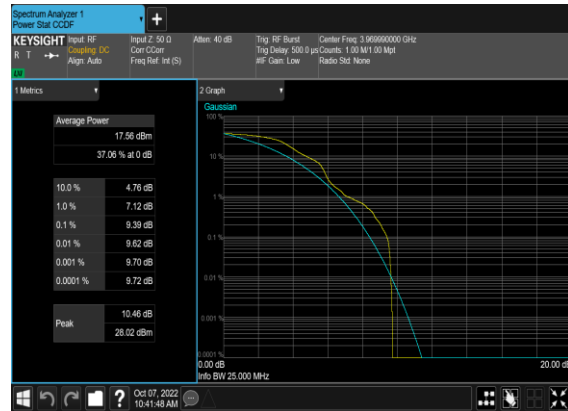 Spectrum Analyzer 1
Power Stat CCDF
+
KEYSIGHT
R T
Input: RF
Coupling: DC
Align: Auto
Input Z: 50 Ω
Corr CCorr
Freq Ref: Int (S)
Atten: 40 dB
Trig: RF Burst
Trig Delay: 500.0 µs
#IF Gain: Low
Center Freq: 3.969990000 GHz
Counts: 1.00 M/1.00 Mpt
Radio Std: None
1 Metrics
Average Power
17.56 dBm
37.06 % at 0 dB
10.0 % 4.76 dB
1.0 % 7.12 dB
0.1 % 9.39 dB
0.01 % 9.62 dB
0.001 % 9.70 dB
0.0001 % 9.72 dB
Peak
10.46 dB
28.02 dBm
2 Graph
Gaussian
100 %
10 %
1 %
0.1 %
0.01 %
0.001 %
0.0001 %
0.00 dB
20.00 dB
Info BW 25.000 MHz
?
Oct 07, 2022
10:41:48 AM